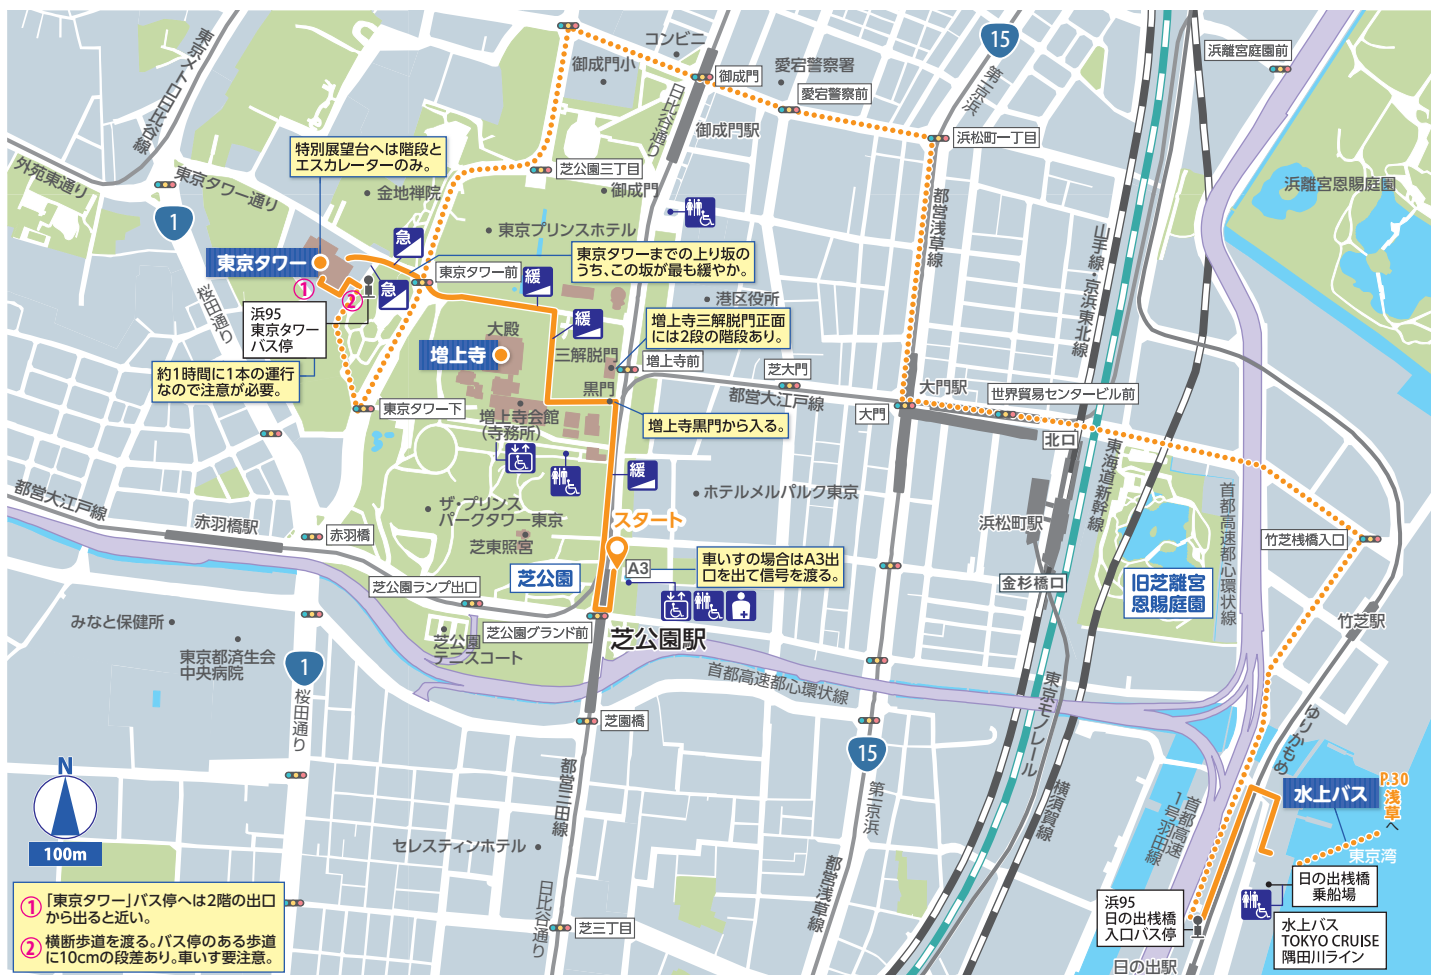 コンビニ
15
浜離宮庭園前
東京メトロ日比谷線
御成門小
御成門
愛宕警察署
第一京浜
愛宕警察前
日比谷通り
御成門駅
浜松町一丁目
特別展望台へは階段と
エスカレーターのみ。
外苑東通り
東京タワー通り
金地禅院
芝公園三丁目
御成門
都営浅草線
浜離宮恩賜庭園
1
東京プリンスホテル
急
東京タワー
東京タワー前
東京タワーまでの上り坂の
うち、この坂が最も緩やか。
山手線・京浜東北線
①
②
急
緩
桜田通り
浜95
東京タワー
バス停
港区役所
緩
大殿
増上寺三解脱門正面
には2段の階段あり。
増上寺
三解脱門
増上寺前
芝大門
約1時間に1本の運行
なので注意が必要。
黒門
都営大江戸線
大門駅
世界貿易センタービル前
東京タワー下
増上寺会館
(寺務所)
増上寺黒門から入る。
大門
北口
東海道新幹線
緩
都営大江戸線
赤羽橋駅
赤羽橋
ザ・プリンス
パークタワー東京
芝東照宮
スタート
ホテルメルパルク東京
浜松町駅
首都高速都心環状線
竹芝桟橋入口
芝公園
A3
車いすの場合はA3出
口を出て信号を渡る。
金杉橋口
旧芝離宮
恩賜庭園
芝公園ランプ出口
みなと保健所
東京都済生会
中央病院
芝公園
テニスコート
芝公園グランド前
芝公園駅
竹芝駅
1
桜田通り
首都高速都心環状線
東京モノレール
芝園橋
15
ゆりかもめ
N
100m
都営三田線
第一京浜
横須賀線
首都高速
1号羽田線
水上バス
P.30
浅草へ
東京湾
セレスティンホテル
日比谷通り
都営浅草線
日の出桟橋
乗船場
①「東京タワー」バス停へは2階の出口
から出ると近い。
②横断歩道を渡る。バス停のある歩道
に10cmの段差あり。車いす要注意。
芝三丁目
浜95
日の出桟橋
入口バス停
水上バス
TOKYO CRUISE
隅田川ライン
日の出駅